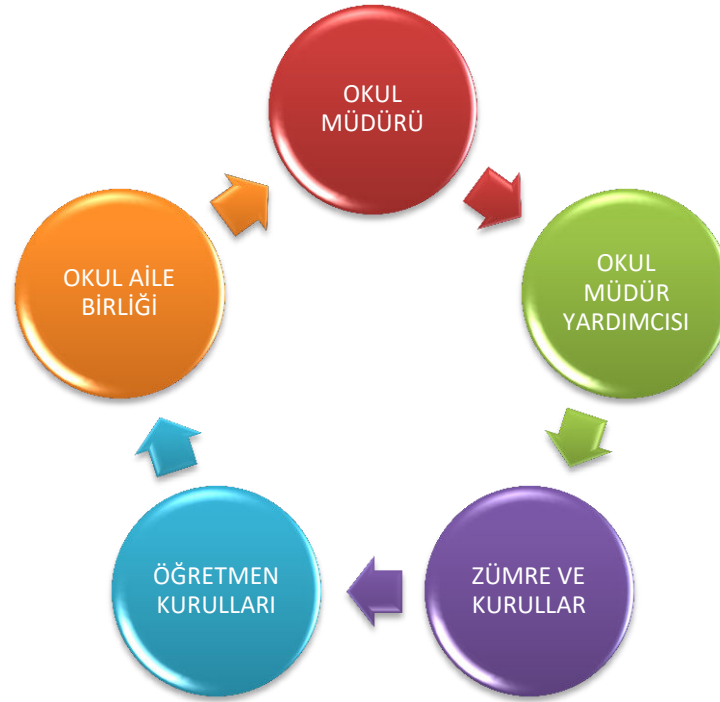 OKUL
MÜDÜRÜ
OKUL
MÜDÜR
YARDIMCISI
ZÜMRE VE
KURULLAR
ÖĞRETMEN
KURULLARI
OKUL AİLE
BİRLİĞİ